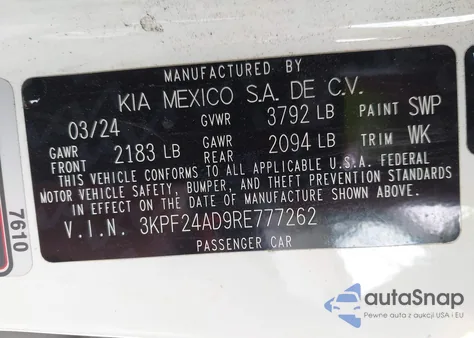 MANUFACTURED BY
KIA MEXICO S.A. DE C.V.
03/24 GVWR 3792 LB PAINT SWP
GAWR FRONT 2183 LB GAWR REAR 2094 LB TRIM WK
THIS VEHICLE CONFORMS TO ALL APPLICABLE U.S.A. FEDERAL
MOTOR VEHICLE SAFETY, BUMPER, AND THEFT PREVENTION STANDARDS
IN EFFECT ON THE DATE OF MANUFACTURE SHOWN ABOVE.
V.I.N. 3KPF24AD9RE777262
PASSENGER CAR
7610
autoSnap
Pewne auta z aukcji USA i EU